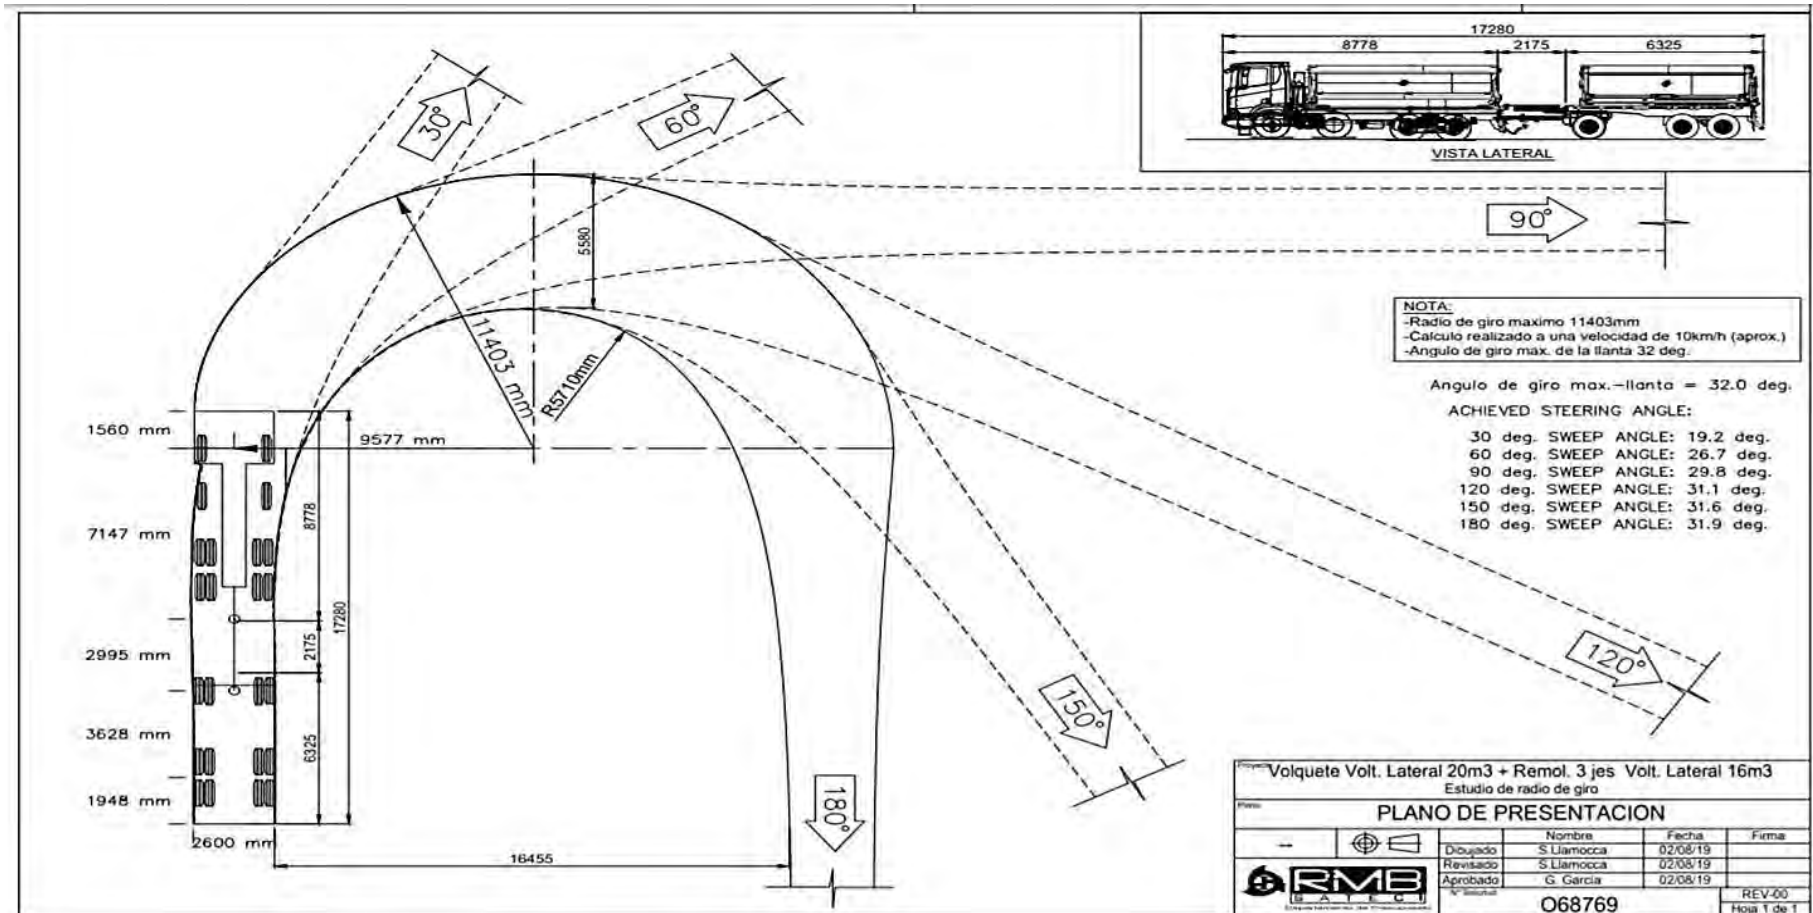 17280
8778
2175
6325
VISTA LATERAL
30°
60°
90°
5580
11403 mm
R5710mm
NOTA:
-Radio de giro maximo 11403mm
-Calculo realizado a una velocidad de 10km/h (aprox.)
-Angulo de giro max. de la llanta 32 deg.
Angulo de giro max.-llanta = 32.0 deg.
ACHIEVED STEERING ANGLE:
30 deg. SWEEP ANGLE: 19.2 deg.
60 deg. SWEEP ANGLE: 26.7 deg.
90 deg. SWEEP ANGLE: 29.8 deg.
120 deg. SWEEP ANGLE: 31.1 deg.
150 deg. SWEEP ANGLE: 31.6 deg.
180 deg. SWEEP ANGLE: 31.9 deg.
1560 mm
9577 mm
8778
7147 mm
17280
2175
2995 mm
120°
150°
6325
3628 mm
1948 mm
180°
2600 mm
16455
Volquete Volt. Lateral 20m3 + Remol. 3 jes Volt. Lateral 16m3
Estudio de radio de giro
PLANO DE PRESENTACION
-- Nombre Fecha Firma
Dibujado S.Llamocca 02/08/19
Revisado S.Llamocca 02/08/19
Aprobado G. Garcia 02/08/19
RMB
SATECI
O68769
REV-00
Hoja 1 de 1